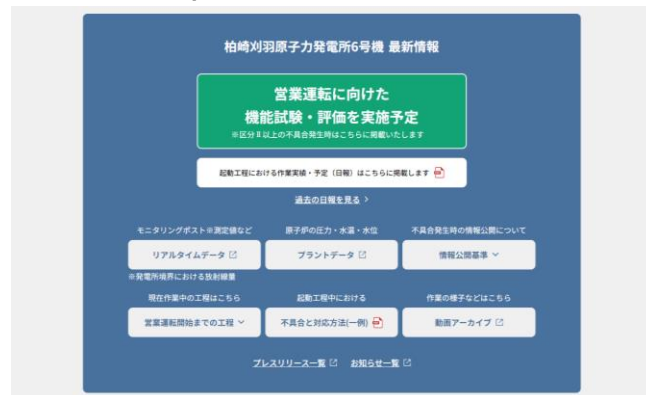 柏崎刈羽原子力発電所6号機 最新情報
営業運転に向けた
機能試験・評価を実施予定
※区分Ⅱ以上の不具合発生時はこちらに掲載いたします
起動工程における作業実績・予定（日報）はこちらに掲載します
過去の日報を見る
モニタリングポスト※測定値など
原子炉の圧力・水温・水位
不具合発生時の情報公開について
リアルタイムデータ
プラントデータ
情報公開基準
※発電所境界における放射線量
現在作業中の工程はこちら
起動工程中における
作業の様子などはこちら
営業運転開始までの工程
不具合と対応方法(一例)
動画アーカイブ
プレスリリース一覧
お知らせ一覧